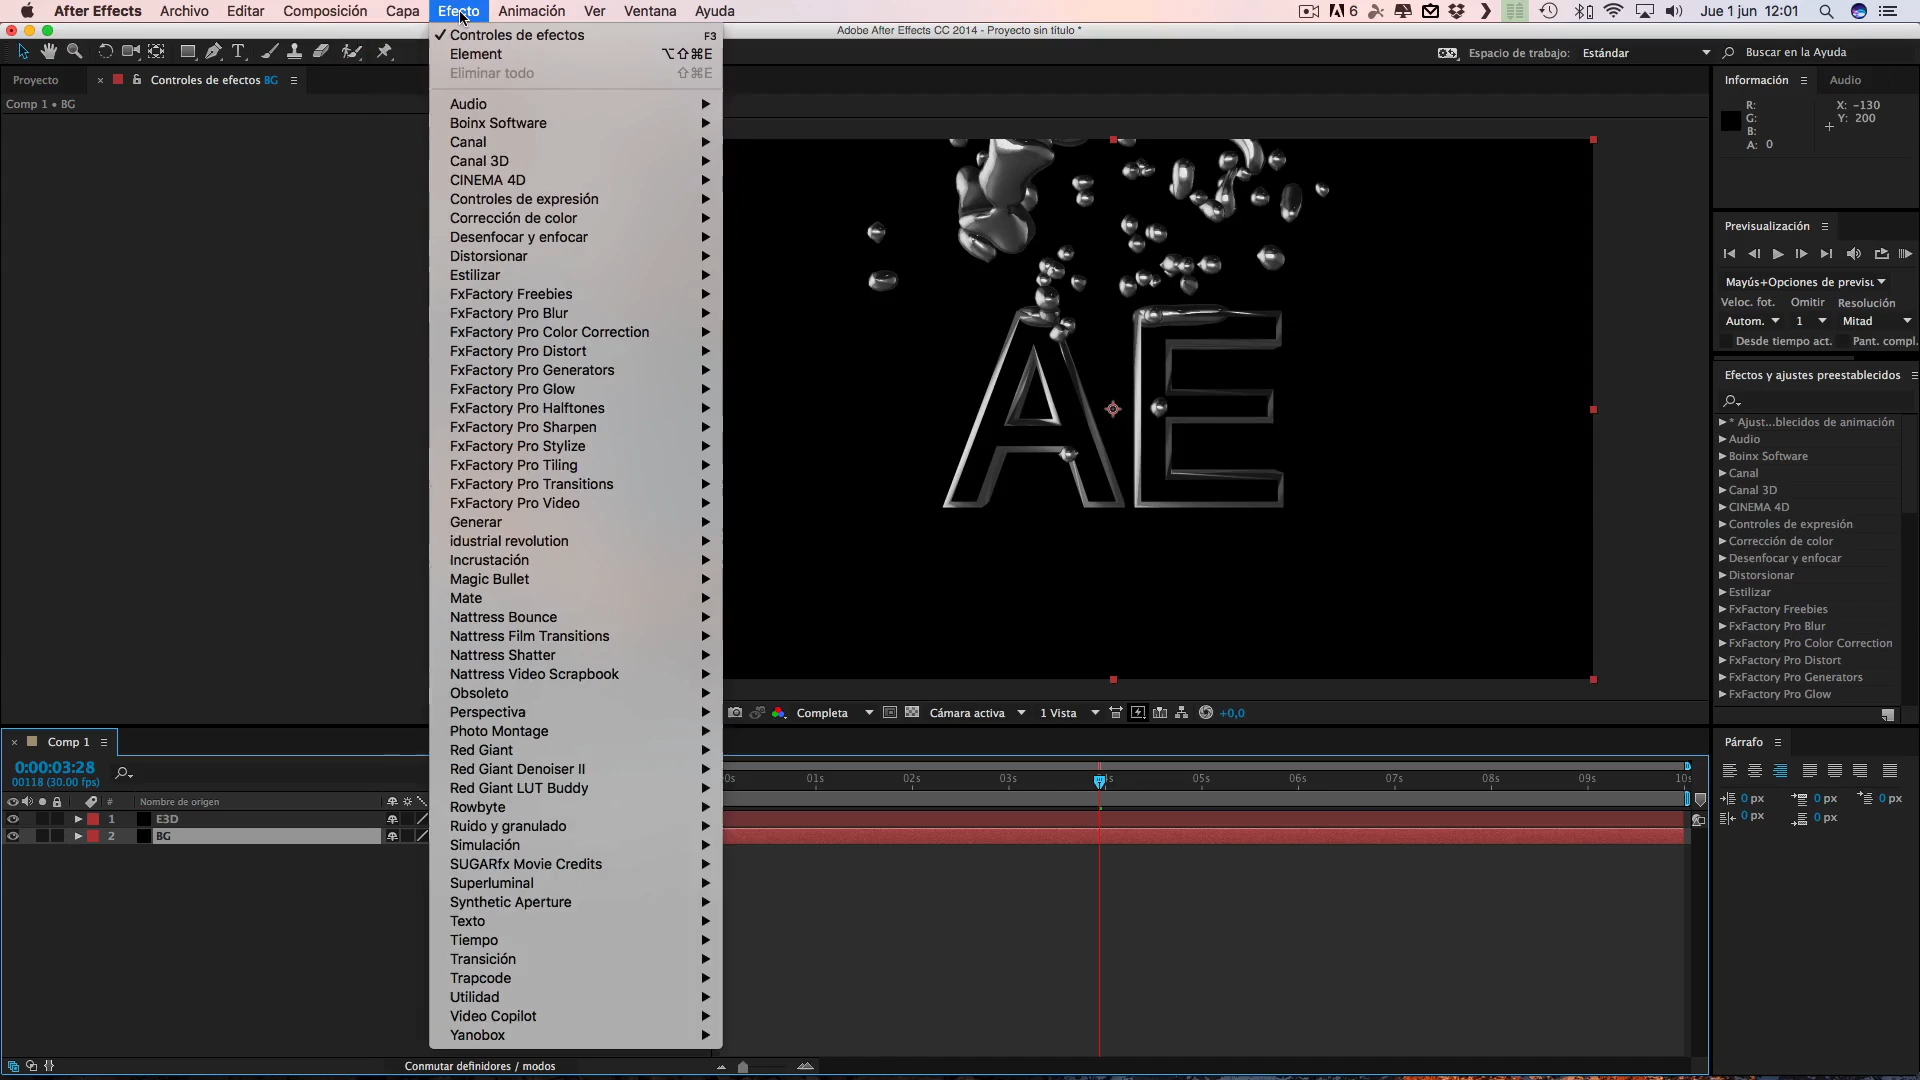 After Effects Archivo Editar Composición Capa Efecto Animación Ver Ventana Ayuda 6 Jue 1 jun 12:01
Adobe After Effects CC 2014 - Proyecto sin título *
Espacio de trabajo: Estándar Buscar en la Ayuda
Proyecto Controles de efectos BG
Comp 1 • BG
Controles de efectos F3
Element ⌥⇧⌘E
Eliminar todo ⇧⌘E
Audio
Boinx Software
Canal
Canal 3D
CINEMA 4D
Controles de expresión
Corrección de color
Desenfocar y enfocar
Distorsionar
Estilizar
FxFactory Freebies
FxFactory Pro Blur
FxFactory Pro Color Correction
FxFactory Pro Distort
FxFactory Pro Generators
FxFactory Pro Glow
FxFactory Pro Halftones
FxFactory Pro Sharpen
FxFactory Pro Stylize
FxFactory Pro Tiling
FxFactory Pro Transitions
FxFactory Pro Video
Generar
idustrial revolution
Incrustación
Magic Bullet
Mate
Nattress Bounce
Nattress Film Transitions
Nattress Shatter
Nattress Video Scrapbook
Obsoleto
Perspectiva
Photo Montage
Red Giant
Red Giant Denoiser II
Red Giant LUT Buddy
Rowbyte
Ruido y granulado
Simulación
SUGARfx Movie Credits
Superluminal
Synthetic Aperture
Texto
Tiempo
Transición
Trapcode
Utilidad
Video Copilot
Yanobox
AE
Completa Cámara activa 1 Vista +0,0
Información Audio
R: X: -130
G: Y: 200
B:
A: 0
Previsualización
Mayús+Opciones de previsu
Veloc. fot. Omitir Resolución
Autom. 1 Mitad
Desde tiempo act. Pant. compl.
Efectos y ajustes preestablecidos
* Ajust...blecidos de animación
Audio
Boinx Software
Canal
Canal 3D
CINEMA 4D
Controles de expresión
Corrección de color
Desenfocar y enfocar
Distorsionar
Estilizar
FxFactory Freebies
FxFactory Pro Blur
FxFactory Pro Color Correction
FxFactory Pro Distort
FxFactory Pro Generators
FxFactory Pro Glow
Comp 1
0:00:03:28
00118 (30.00 fps)
# Nombre de origen
1 E3D
2 BG
00s 01s 02s 03s 04s 05s 06s 07s 08s 09s 10s
Conmutar definidores / modos
Párrafo
0 px 0 px 0 px
0 px 0 px